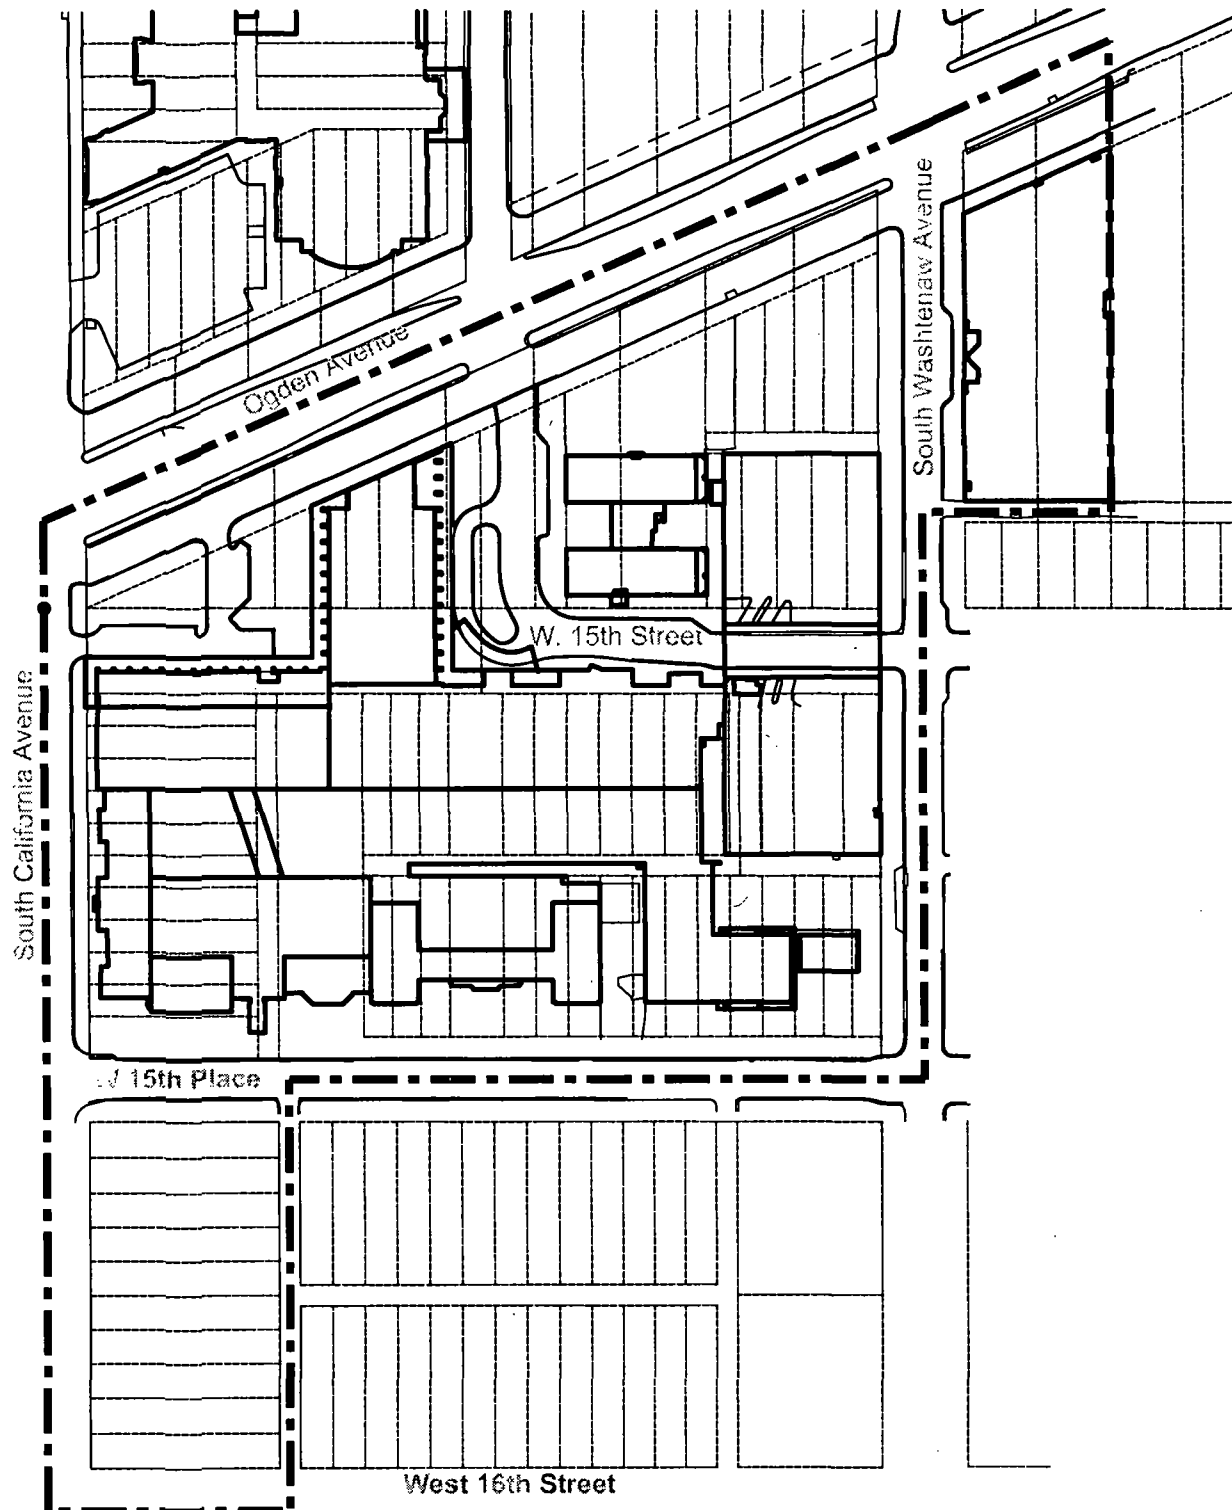 South Washtenaw Avenue
Ogden Avenue
W. 15th Street
South California Avenue
W 15th Place
West 16th Street